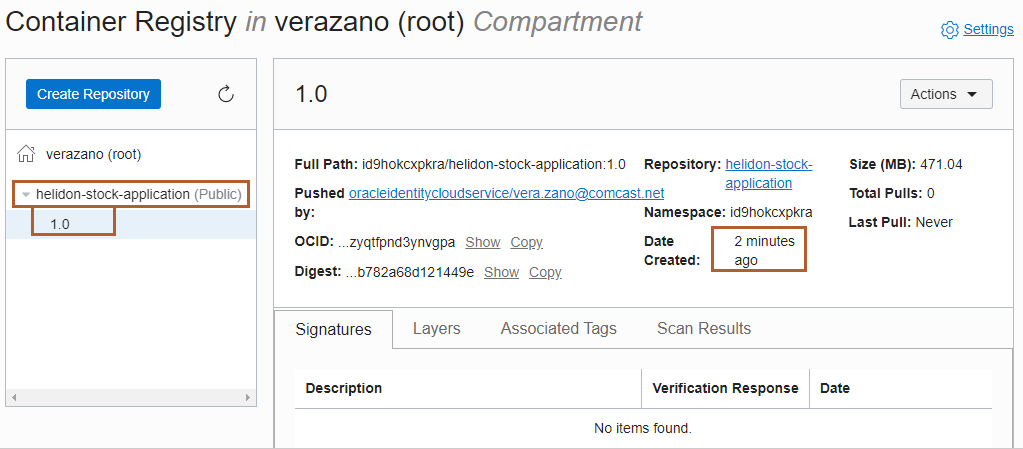 Container Registry in verazano (root) Compartment
Settings
Create Repository
verazano (root)
helidon-stock-application (Public)
1.0
1.0
Actions
Full Path: id9hokcxpkra/helidon-stock-application:1.0
Pushed by: oracleidentitycloudservice/vera.zano@comcast.net
OCID: ...zyqtfpnd3ynvgpa Show Copy
Digest: ...b782a68d121449e Show Copy
Repository: helidon-stock-
application
Namespace: id9hokcxpkra
Date Created: 2 minutes
ago
Size (MB): 471.04
Total Pulls: 0
Last Pull: Never
Signatures Layers Associated Tags Scan Results
Description Verification Response Date
No items found.